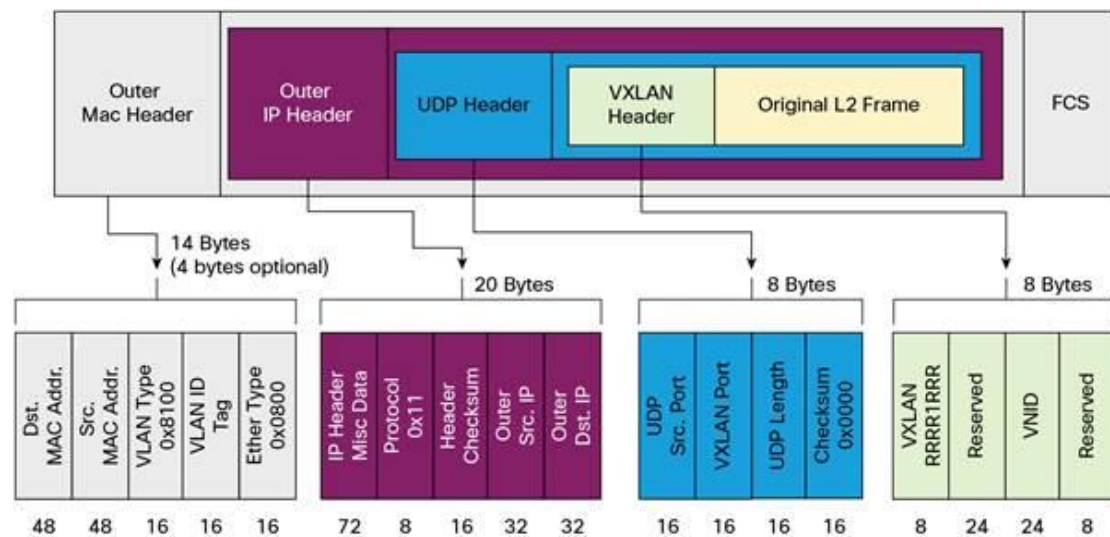 Outer
Mac Header
Outer
IP Header
UDP Header
VXLAN
Header
Original L2 Frame
FCS
14 Bytes
(4 bytes optional)
20 Bytes
8 Bytes
8 Bytes
Dst.
MAC Addr.
Src.
MAC Addr.
VLAN Type
0x8100
VLAN ID
Tag
Ether Type
0x0800
IP Header
Misc Data
Protocol
0x11
Header
Checksum
Outer
Src. IP
Outer
Dst. IP
UDP
Src. Port
VXLAN Port
UDP Length
Checksum
0x0000
VXLAN
RRRR1RRR
Reserved
VNID
Reserved
48 48 16 16 16 72 8 16 32 32 16 16 16 16 8 24 24 8